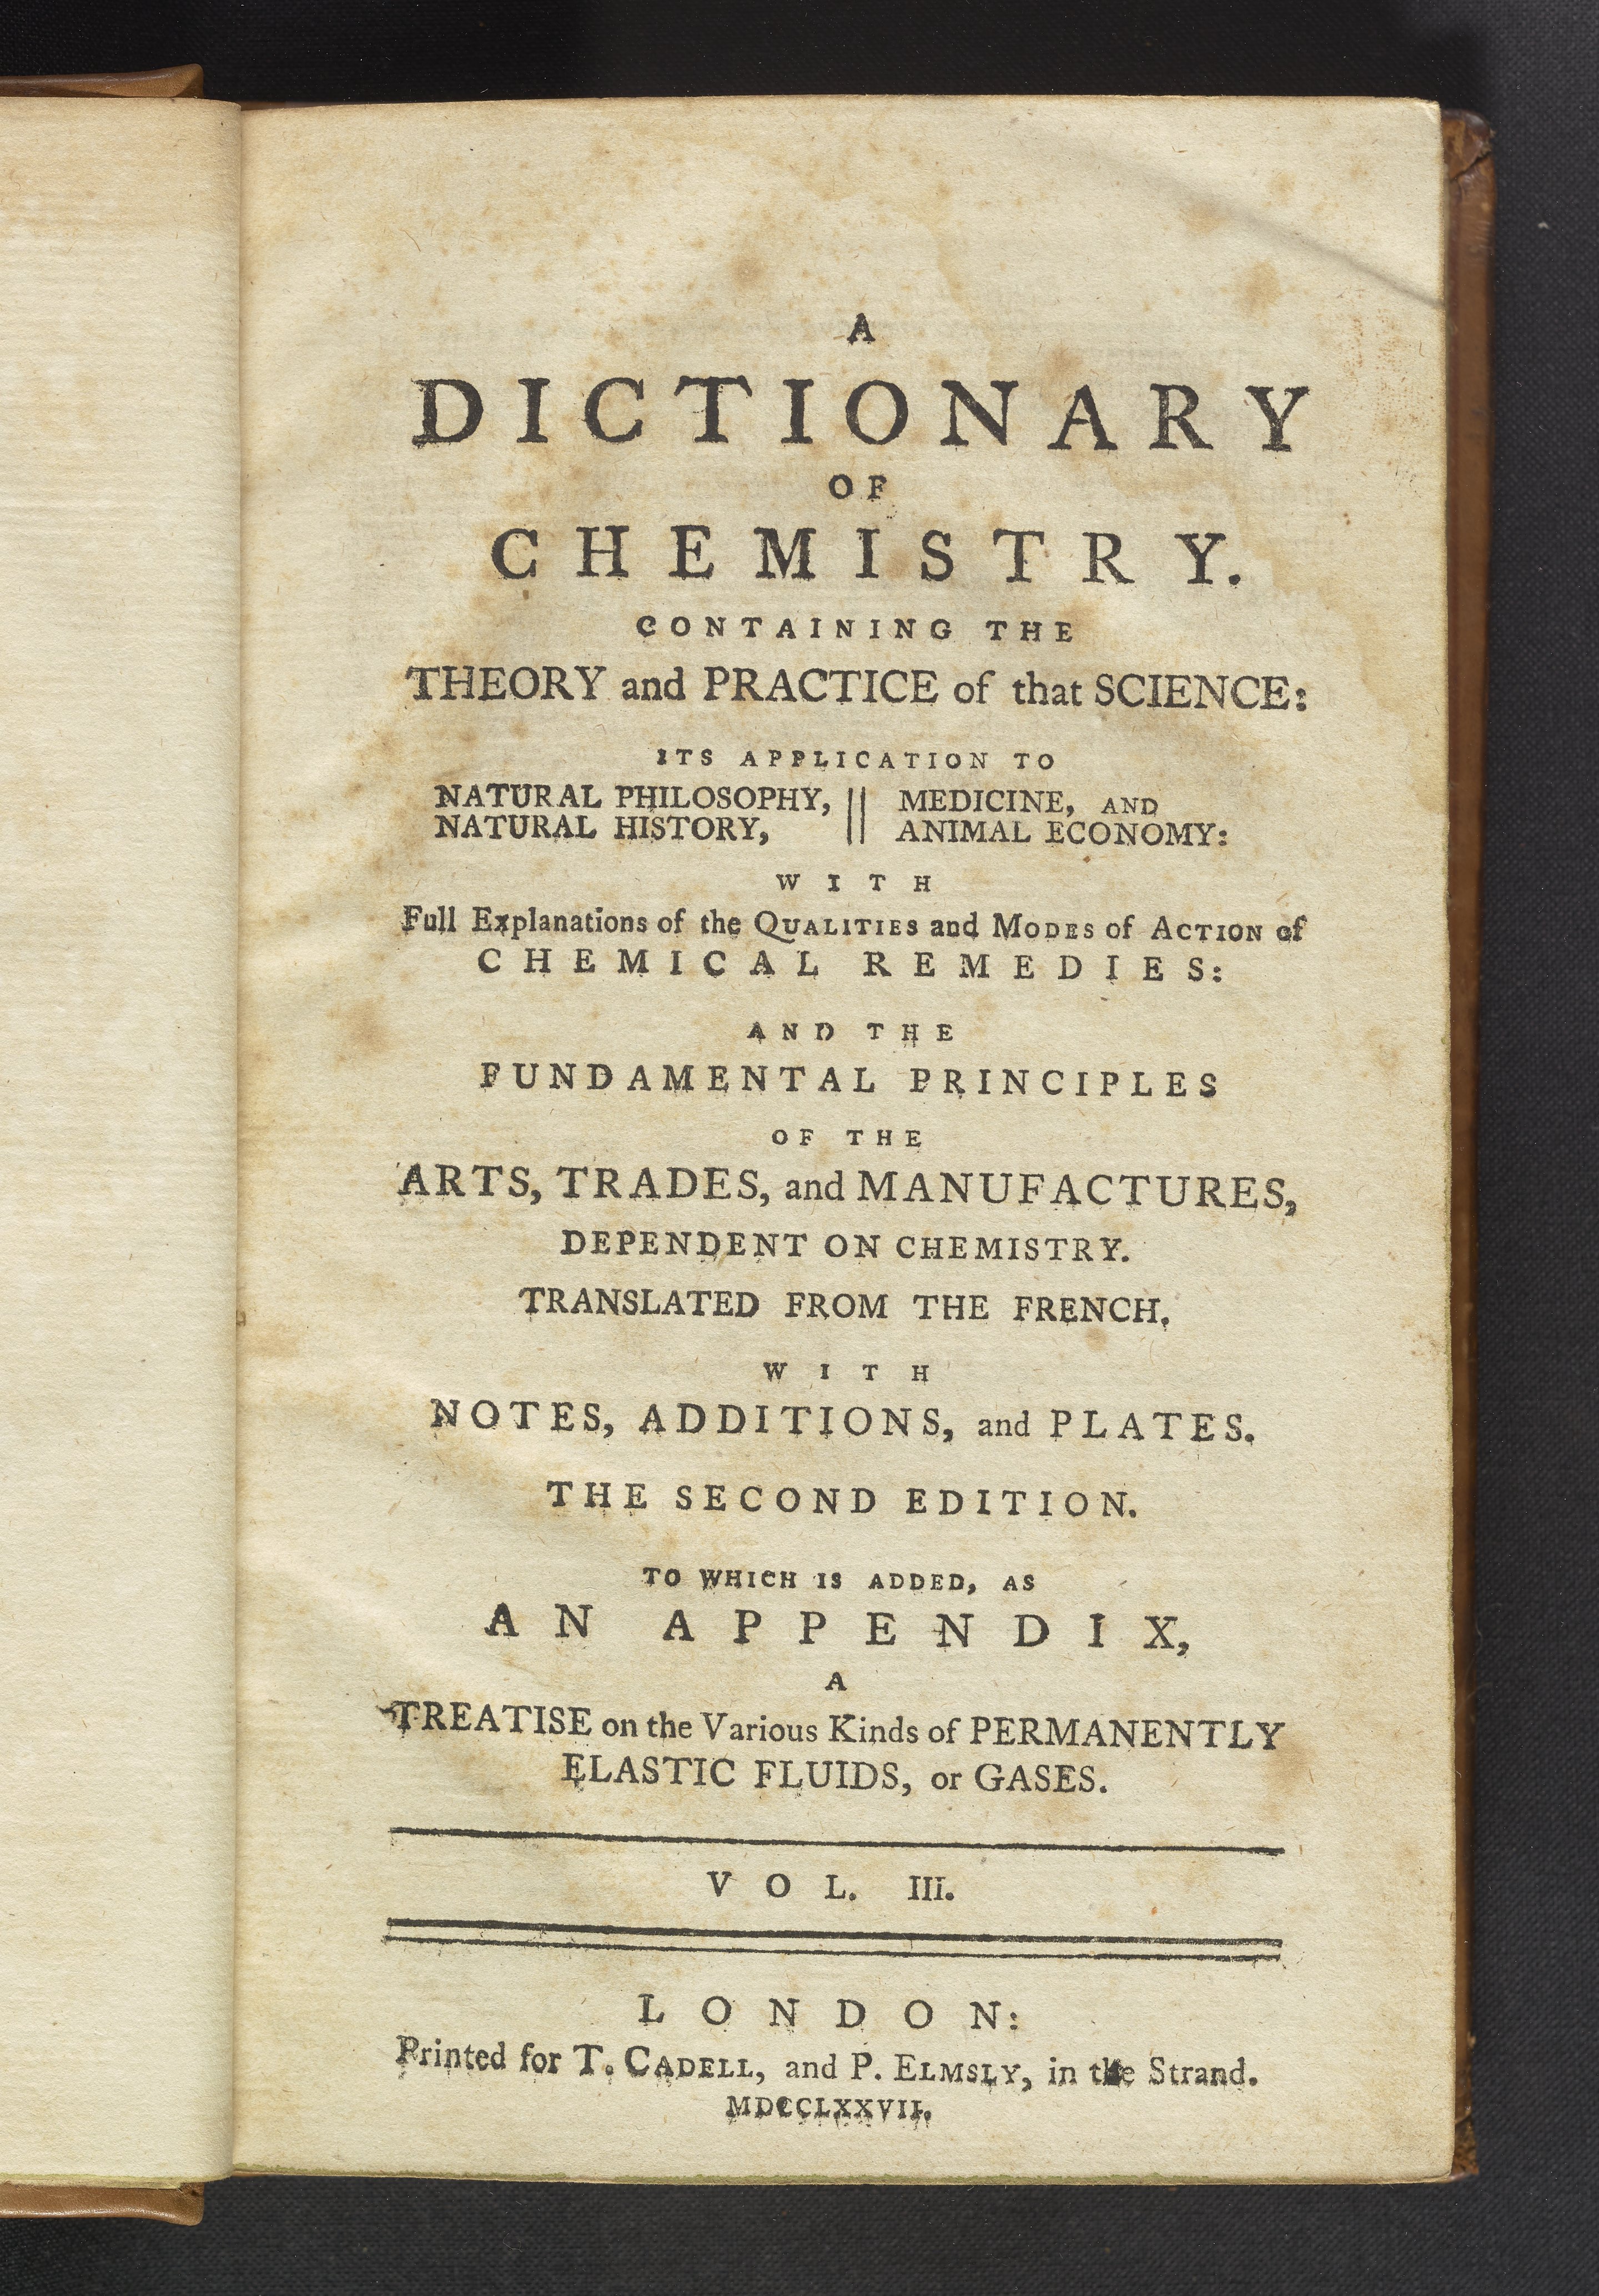 A
DICTIONARY
OF
CHEMISTRY.
CONTAINING THE
THEORY and PRACTICE of that SCIENCE:
ITS APPLICATION TO
NATURAL PHILOSOPHY, || MEDICINE, AND
NATURAL HISTORY, || ANIMAL ECONOMY:
WITH
Full Explanations of the QUALITIES and MODES of ACTION of
CHEMICAL REMEDIES:
AND THE
FUNDAMENTAL PRINCIPLES
OF THE
ARTS, TRADES, and MANUFACTURES,
DEPENDENT ON CHEMISTRY.
TRANSLATED FROM THE FRENCH.
WITH
NOTES, ADDITIONS, and PLATES.
THE SECOND EDITION.
TO WHICH IS ADDED, AS
AN APPENDIX,
A
TREATISE on the Various Kinds of PERMANENTLY
ELASTIC FLUIDS, or GASES.
VOL. III.
LONDON:
Printed for T. CADELL, and P. ELMSLY, in the Strand.
MDCCLXXVII.